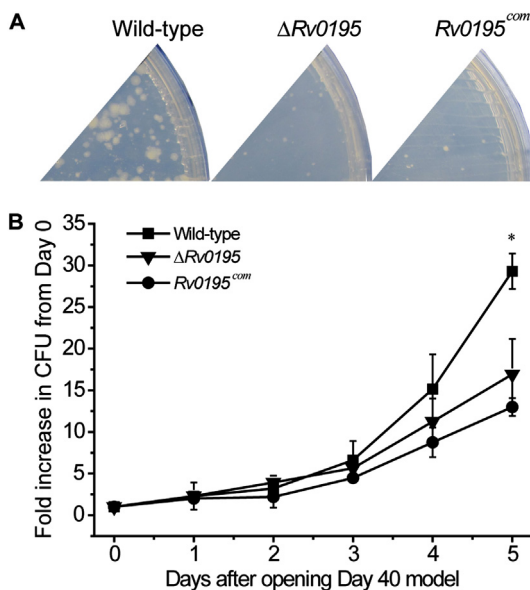 A
Wild-type
ΔRv0195
Rv0195com
B
Fold increase in CFU from Day 0
35
30
25
20
15
10
5
0
Wild-type
ΔRv0195
Rv0195com
*
0 1 2 3 4 5
Days after opening Day 40 model